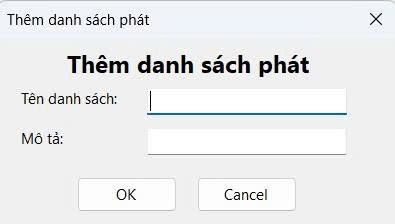 Thêm danh sách phát
Thêm danh sách phát
Tên danh sách:
Mô tả:
OK Cancel